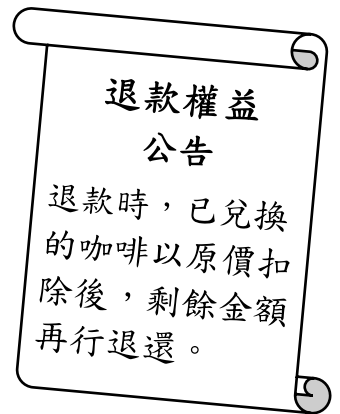 退款權益
公告
退款時，已兌換
的咖啡以原價扣
除後，剩餘金額
再行退還。